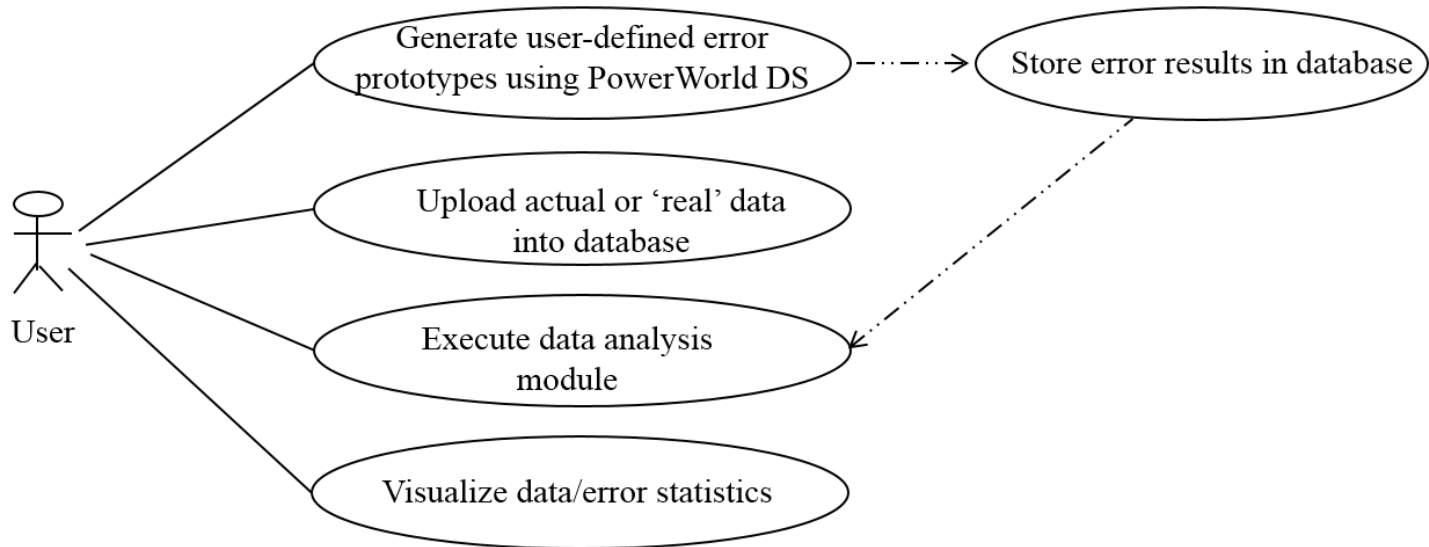 Generate user-defined error
prototypes using PowerWorld DS
Store error results in database
Upload actual or ‘real’ data
into database
User
Execute data analysis
module
Visualize data/error statistics